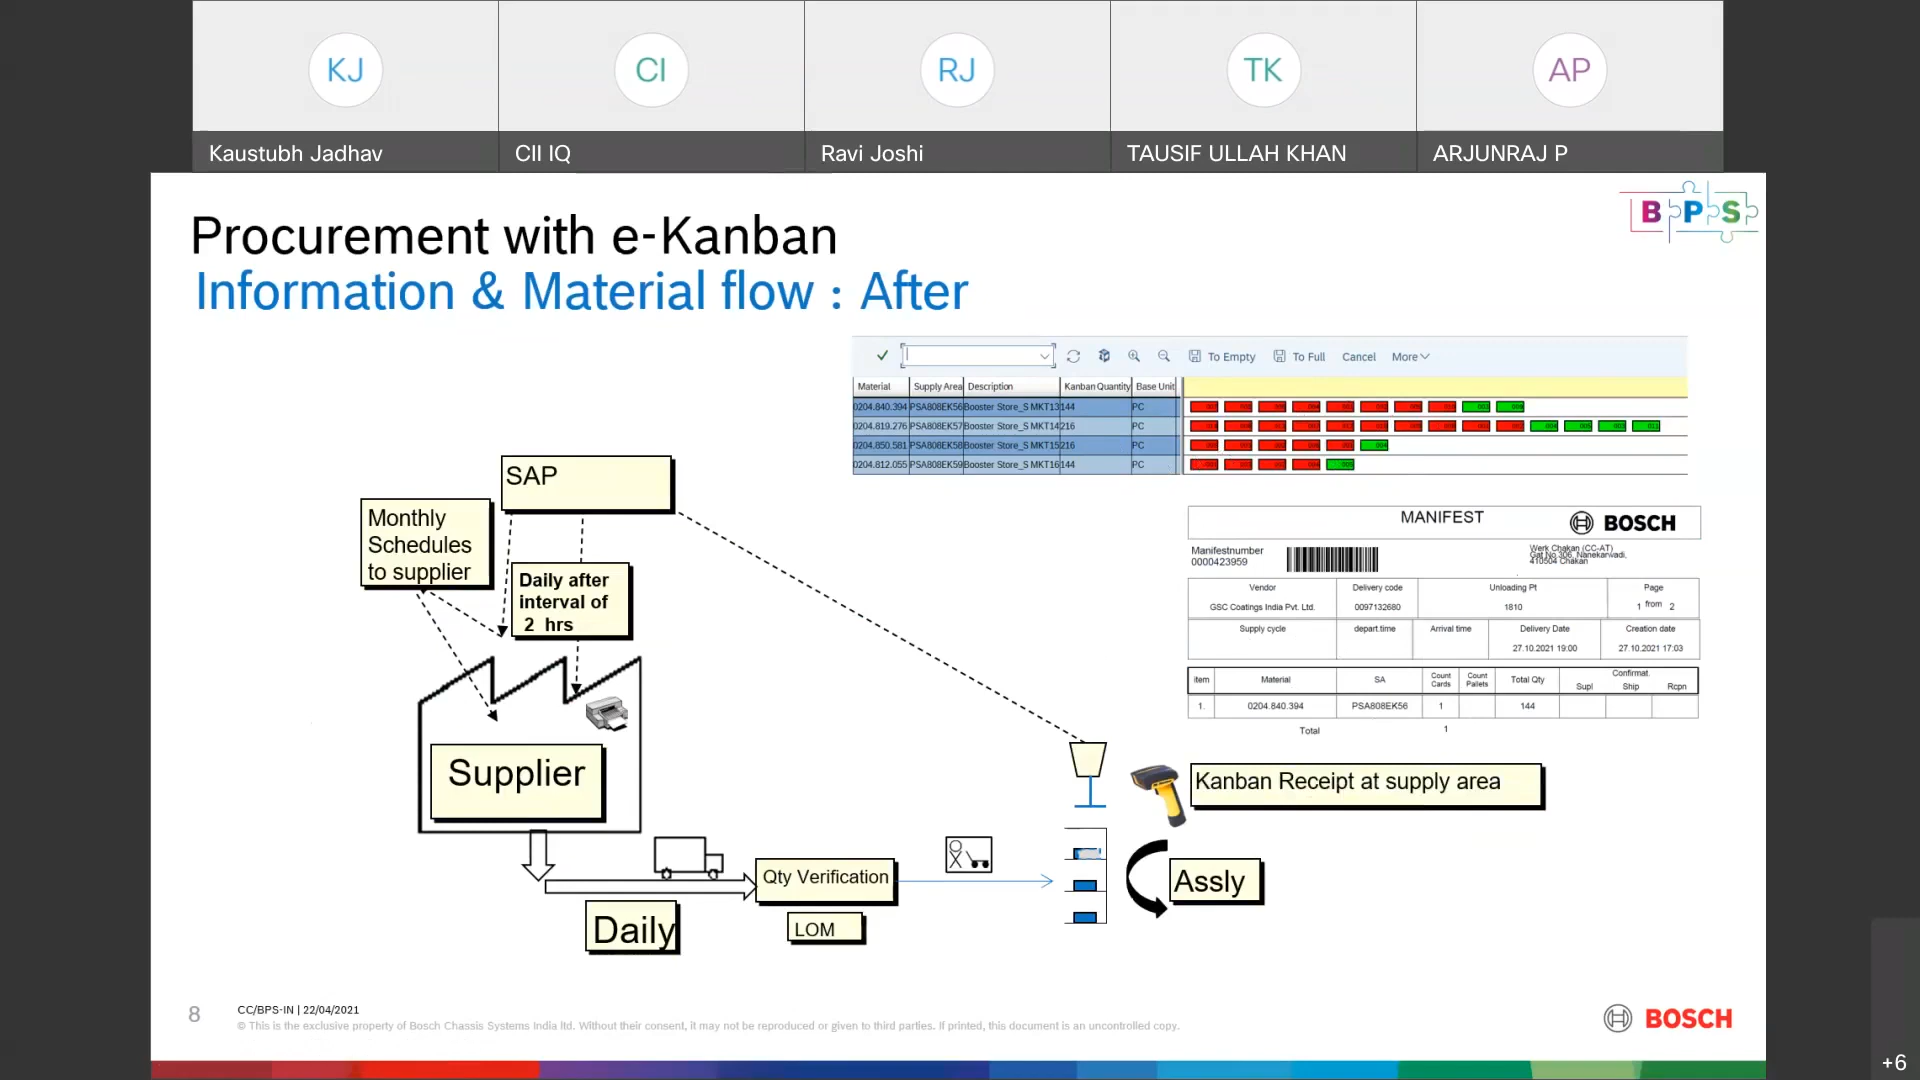 KJ
CI
RJ
TK
AP
Kaustubh Jadhav
CII IQ
Ravi Joshi
TAUSIF ULLAH KHAN
ARJUNRAJ P
BPS
Procurement with e-Kanban
Information & Material flow : After
To Empty To Full Cancel More
Material Supply Area Description Kanban Quantity Base Unit
0204.840.394 PSA808EK56 Booster Store_S MKT13 144 PC
0204.819.276 PSA808EK57 Booster Store_S MKT14 216 PC
0204.850.581 PSA808EK58 Booster Store_S MKT15 216 PC
0204.812.055 PSA808EK59 Booster Store_S MKT16 144 PC
SAP
Monthly
Schedules
to supplier
Daily after
interval of
2 hrs
Supplier
MANIFEST
BOSCH
Manifestnumber
0000423959
Werk Chakan (CC-AT)
Gat No 306, Nanekarwadi,
410504 Chakan
Vendor Delivery code Unloading Pt Page
GSC Coatings India Pvt. Ltd. 0097132680 1810 1 from 2
Supply cycle depart.time Arrival time Delivery Date Creation date
27.10.2021 19:00 27.10.2021 17:03
item Material SA Count Cards Count Pallets Total Qty Confirmat.
Supl Ship Rcpn
1. 0204.840.394 PSA808EK56 1 144
Total 1
Kanban Receipt at supply area
Qty Verification
Assly
Daily
LOM
8
CC/BPS-IN | 22/04/2021
© This is the exclusive property of Bosch Chassis Systems India ltd. Without their consent, it may not be reproduced or given to third parties. If printed, this document is an uncontrolled copy.
BOSCH
+6